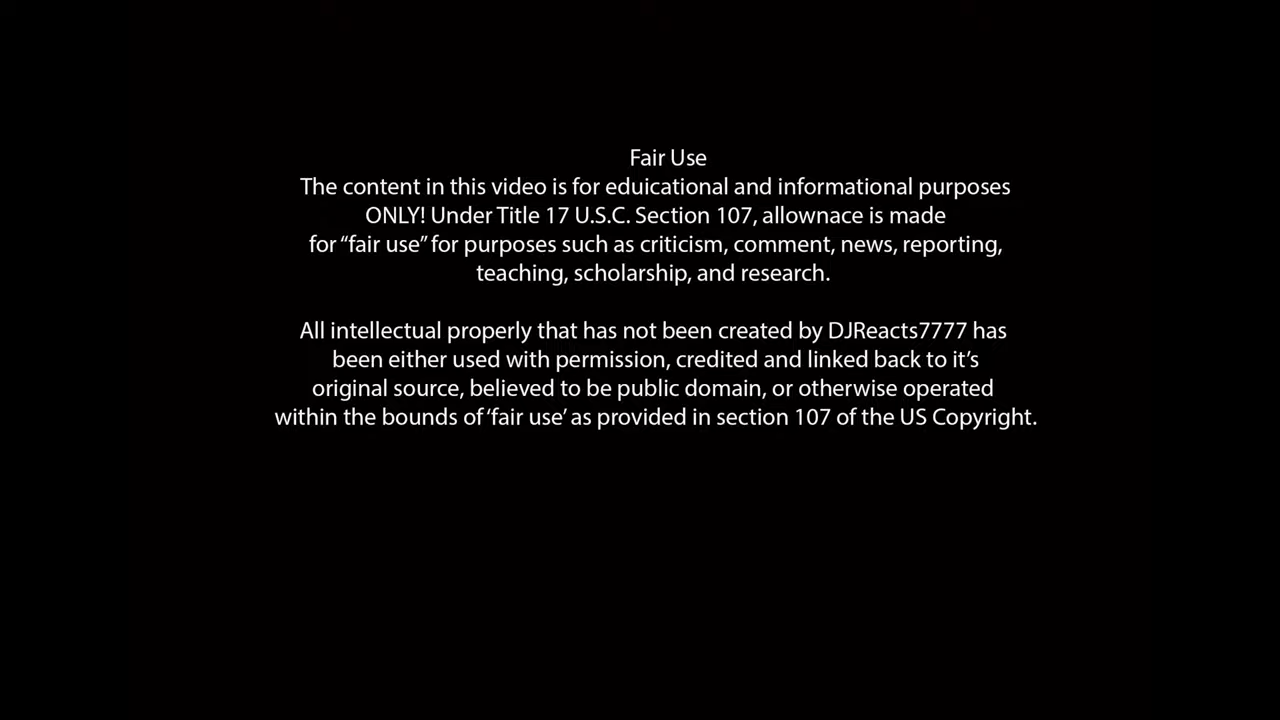 Fair Use
The content in this video is for eduicational and informational purposes
ONLY! Under Title 17 U.S.C. Section 107, allownace is made
for “fair use” for purposes such as criticism, comment, news, reporting,
teaching, scholarship, and research.
All intellectual properly that has not been created by DJReacts7777 has
been either used with permission, credited and linked back to it’s
original source, believed to be public domain, or otherwise operated
within the bounds of ‘fair use’ as provided in section 107 of the US Copyright.